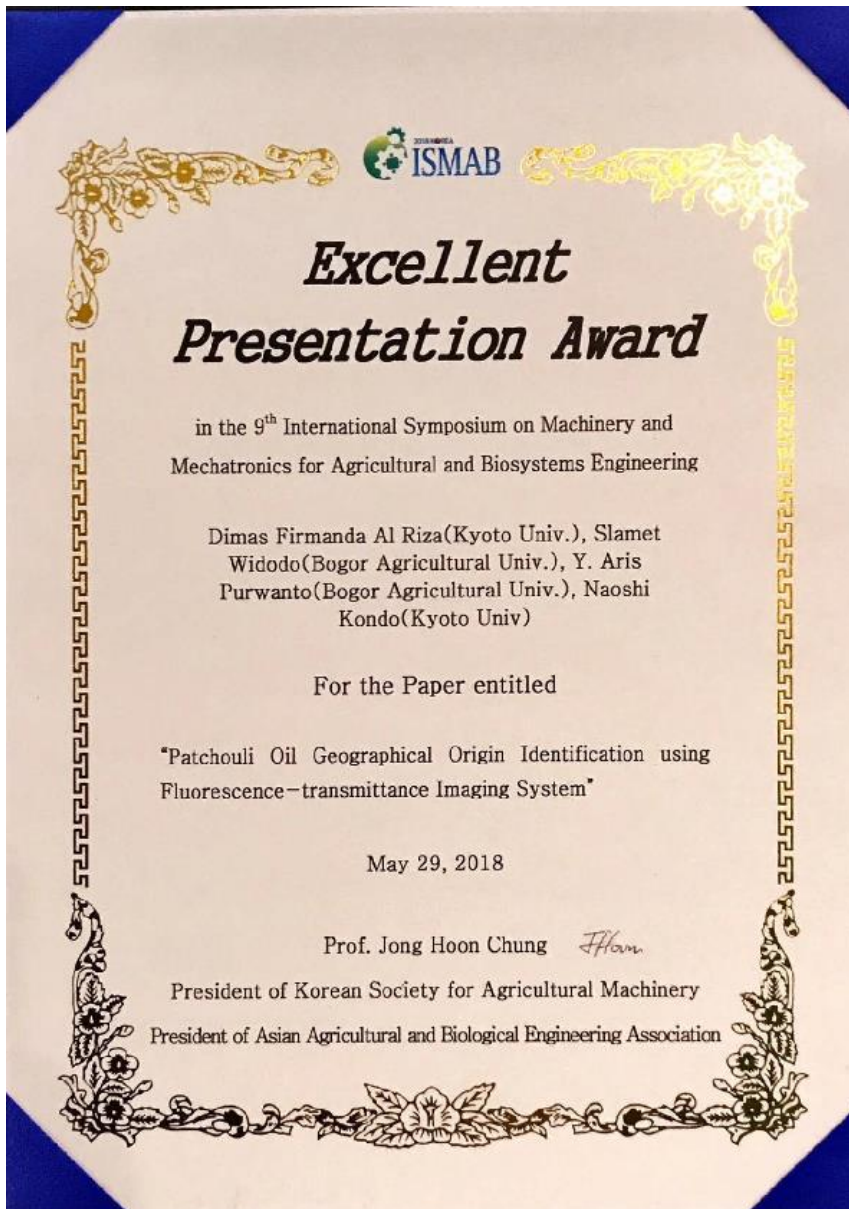 2018 KOREA
ISMAB
Excellent
Presentation Award
in the 9th International Symposium on Machinery and
Mechatronics for Agricultural and Biosystems Engineering
Dimas Firmanda Al Riza(Kyoto Univ.), Slamet
Widodo(Bogor Agricultural Univ.), Y. Aris
Purwanto(Bogor Agricultural Univ.), Naoshi
Kondo(Kyoto Univ)
For the Paper entitled
"Patchouli Oil Geographical Origin Identification using
Fluorescence-transmittance Imaging System"
May 29, 2018
Prof. Jong Hoon Chung
President of Korean Society for Agricultural Machinery
President of Asian Agricultural and Biological Engineering Association